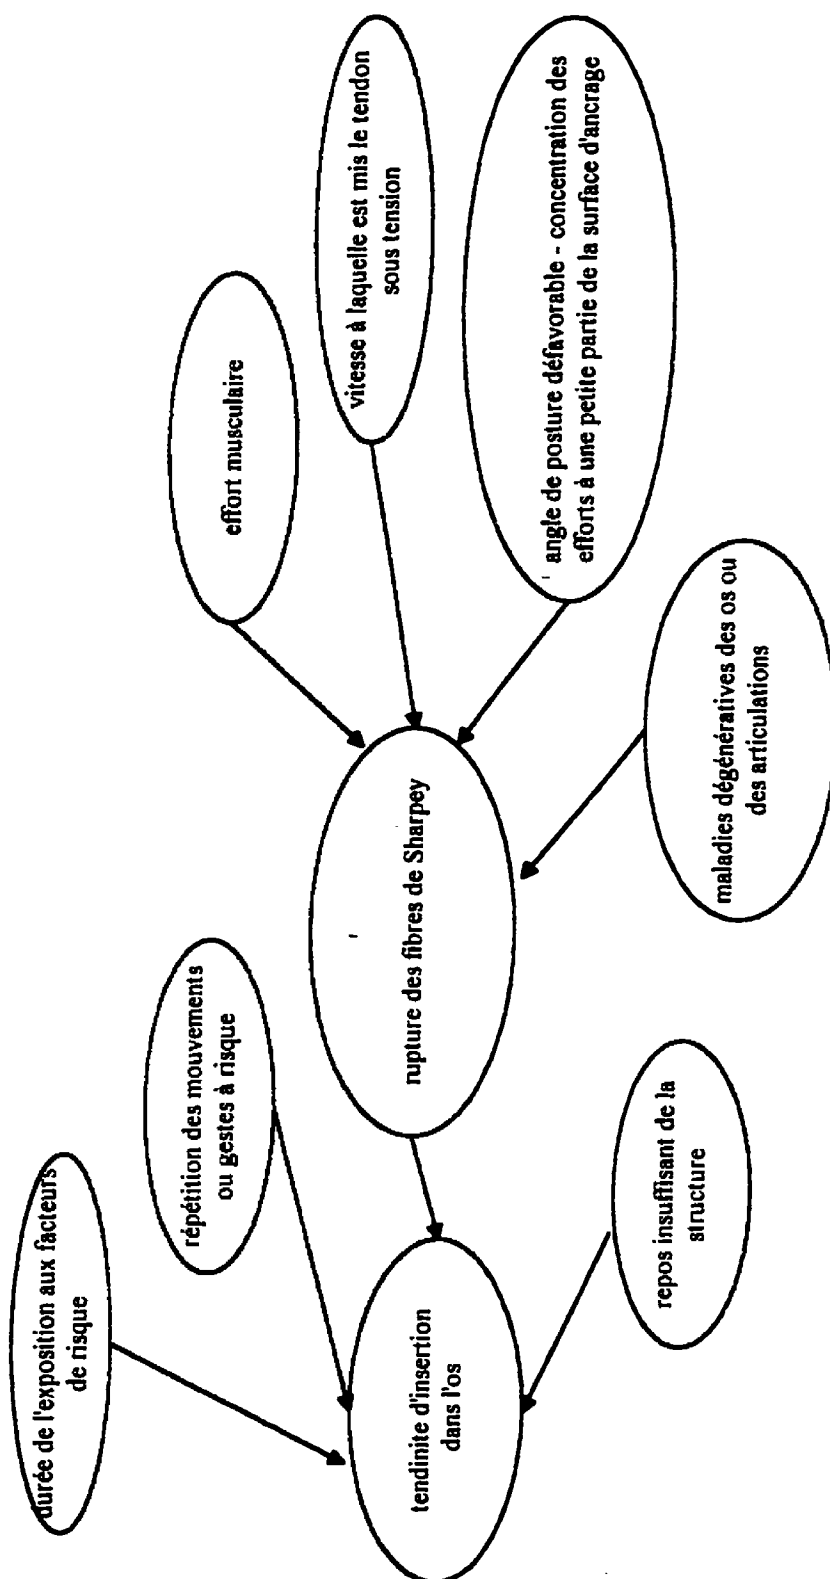 durée de l'exposition aux facteurs
de risque
répétition des mouvements
ou gestes à risque
effort musculaire
vitesse à laquelle est mis le tendon
sous tension
rupture des fibres de Sharpey
tendinite d'insertion
dans l'os
angle de posture défavorable - concentration des
efforts à une petite partie de la surface d'ancrage
repos insuffisant de la
structure
maladies dégénératives des os ou
des articulations